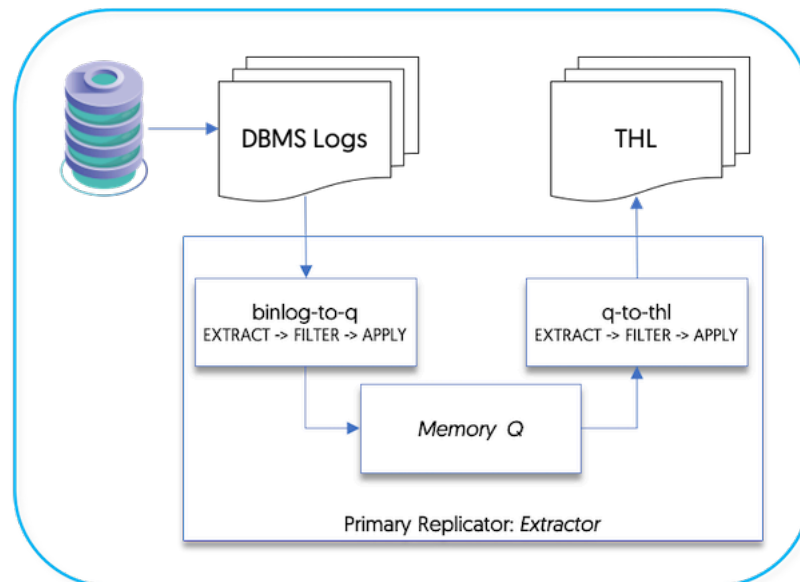 DBMS Logs
THL
binlog-to-q
EXTRACT -> FILTER -> APPLY
q-to-thl
EXTRACT -> FILTER -> APPLY
Memory Q
Primary Replicator: Extractor